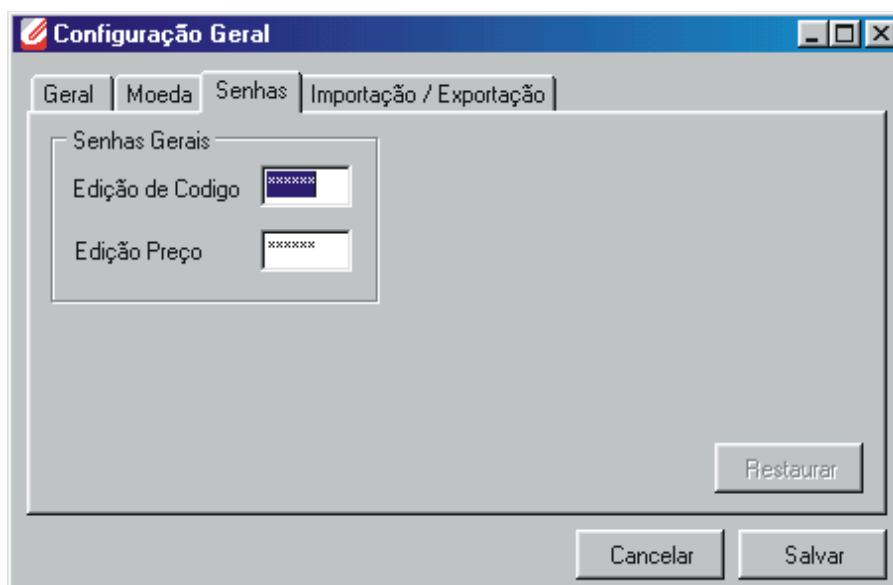 Configuração Geral
Geral Moeda Senhas Importação / Exportação
Senhas Gerais
Edição de Codigo ××××××
Edição Preço ××××××
Restaurar
Cancelar Salvar